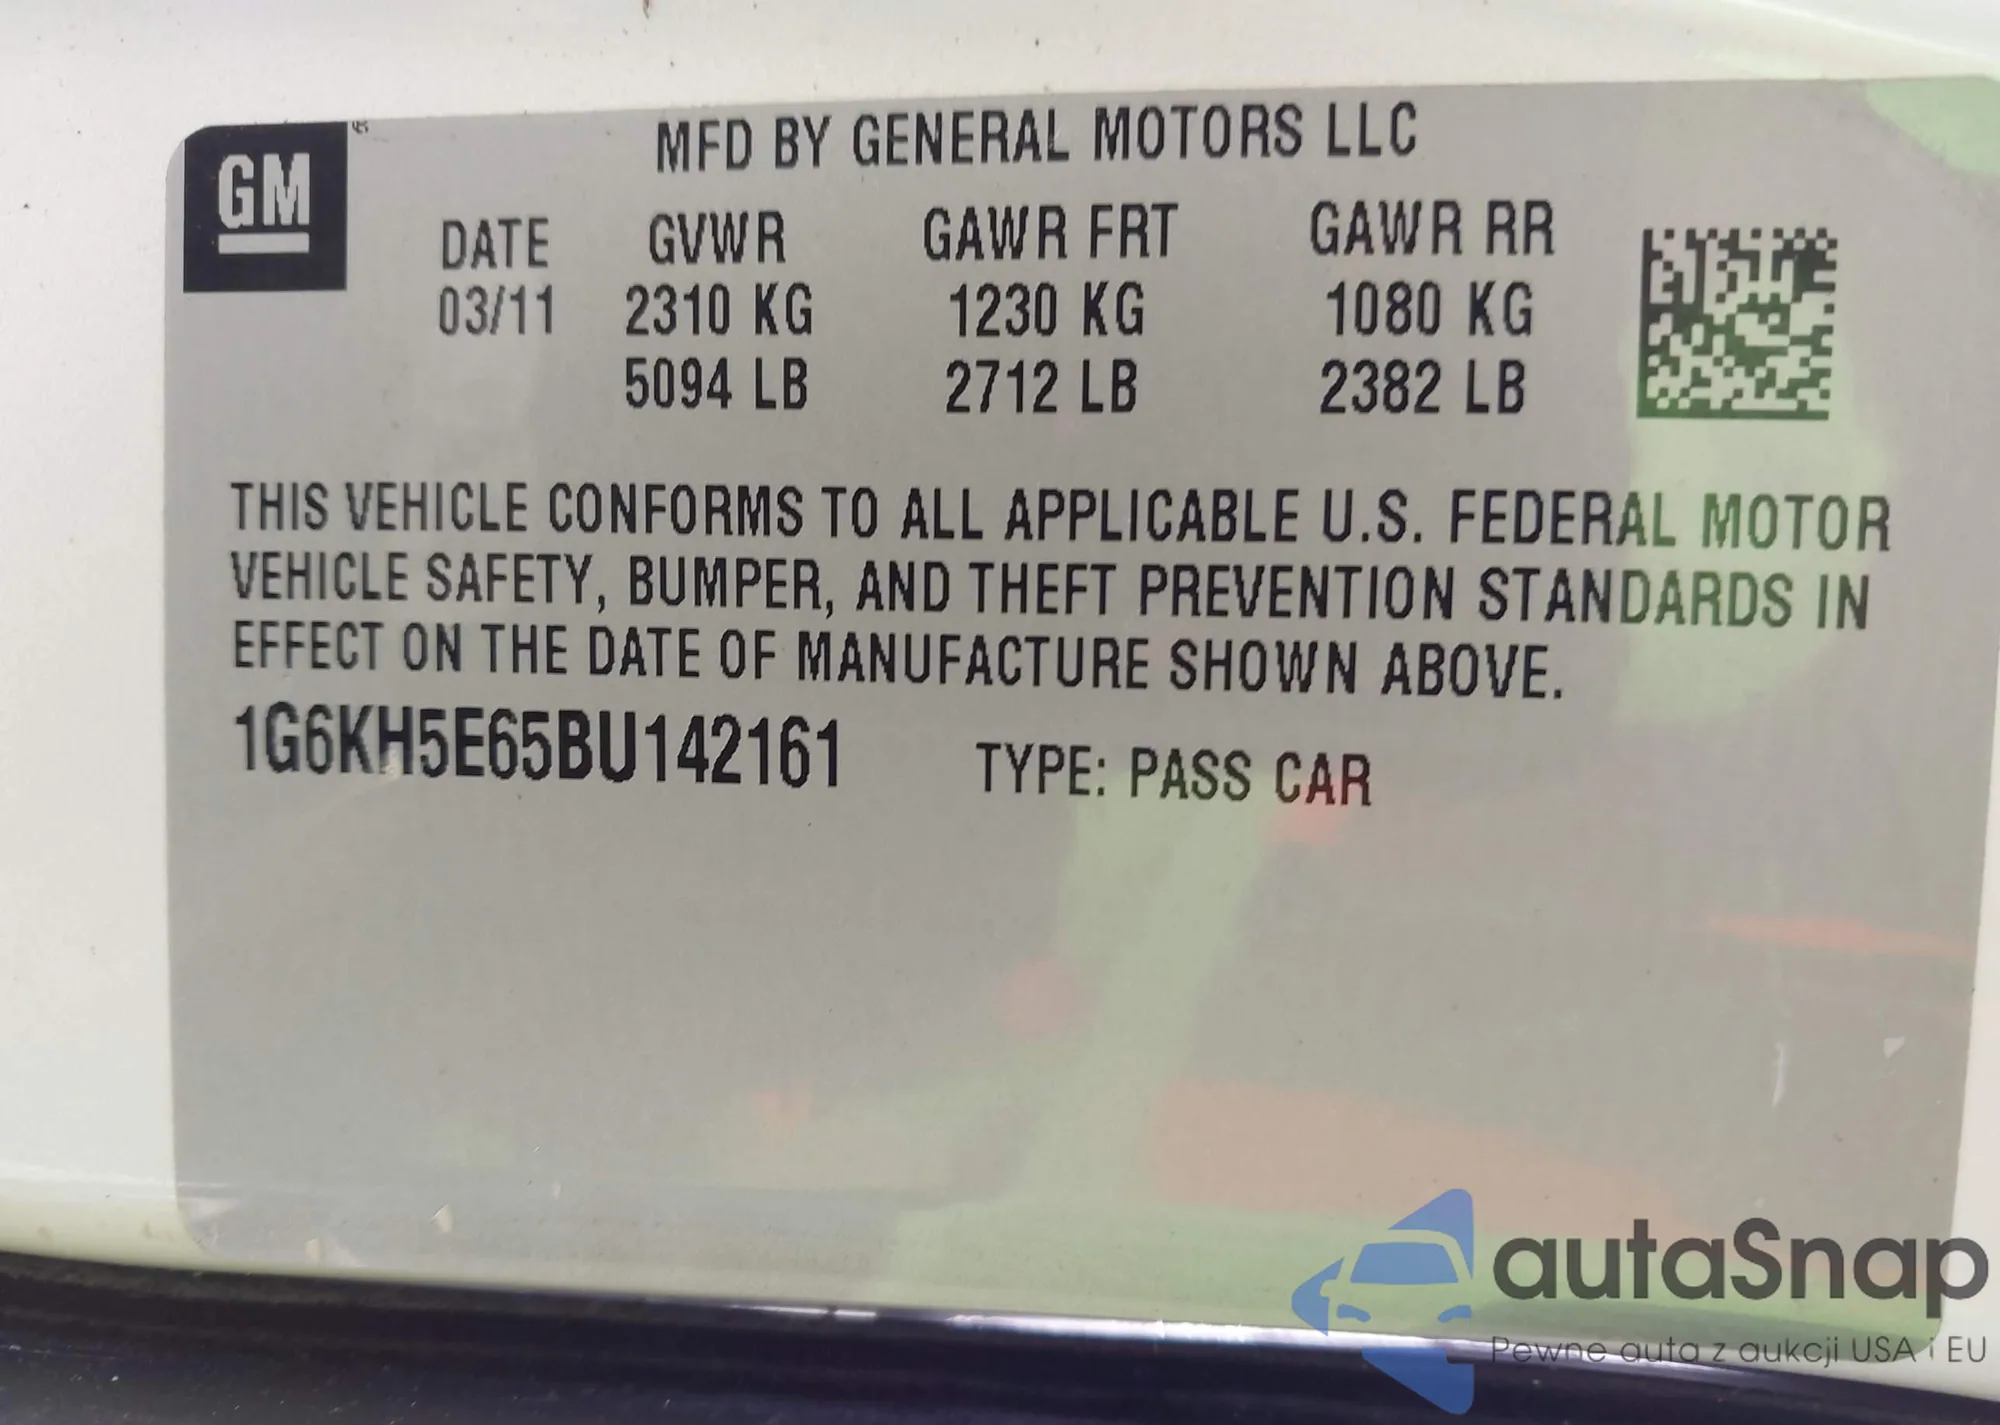 GM ®
MFD BY GENERAL MOTORS LLC
DATE GVWR GAWR FRT GAWR RR
03/11 2310 KG 1230 KG 1080 KG
5094 LB 2712 LB 2382 LB
THIS VEHICLE CONFORMS TO ALL APPLICABLE U.S. FEDERAL MOTOR
VEHICLE SAFETY, BUMPER, AND THEFT PREVENTION STANDARDS IN
EFFECT ON THE DATE OF MANUFACTURE SHOWN ABOVE.
1G6KH5E65BU142161 TYPE: PASS CAR
autaSnap
Pewne auta z aukcji USA i EU